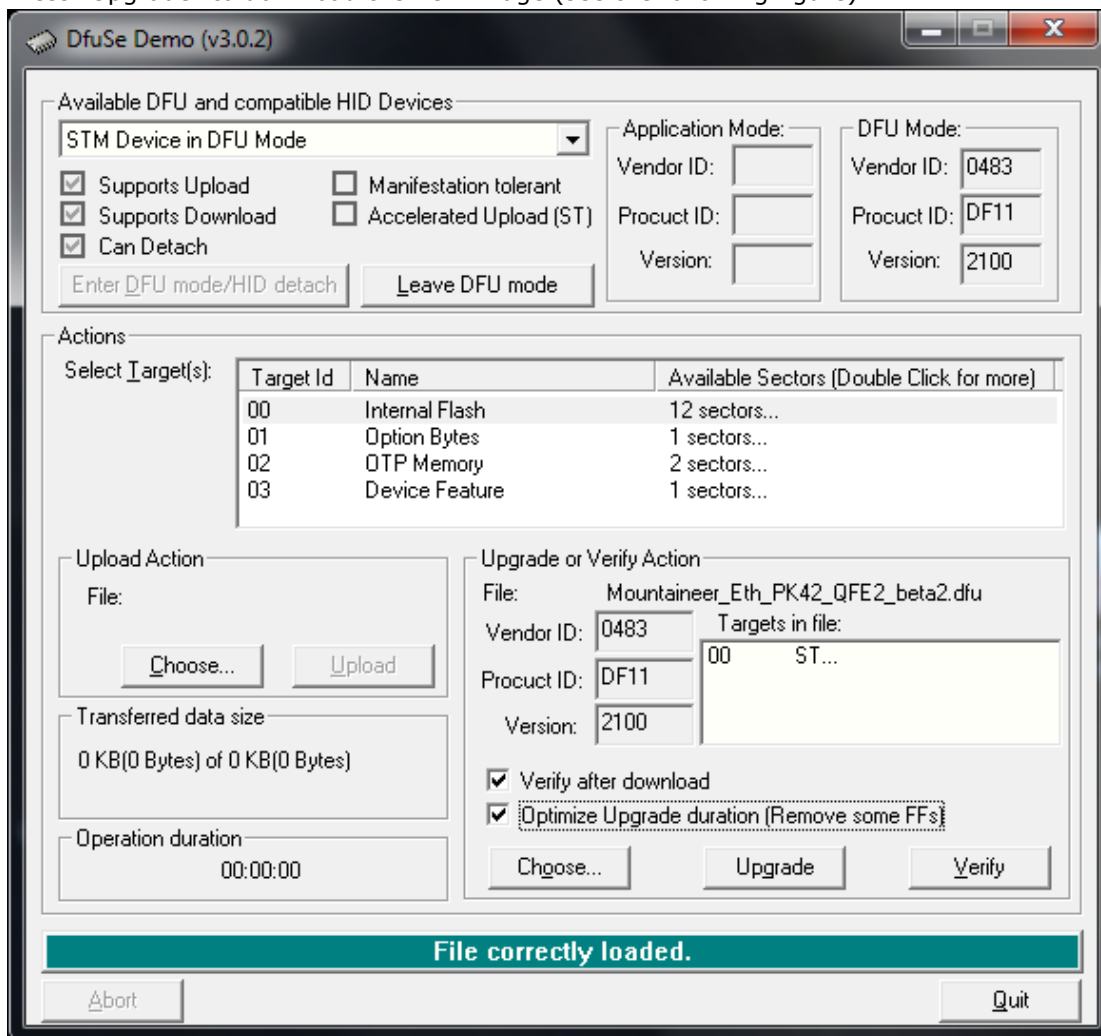 DfuSe Demo (v3.0.2)
Available DFU and compatible HID Devices
STM Device in DFU Mode
Supports Upload
Manifestation tolerant
Supports Download
Accelerated Upload (ST)
Can Detach
Enter DFU mode/HID detach
Leave DFU mode
Application Mode:
Vendor ID:
Procuct ID:
Version:
DFU Mode:
Vendor ID: 0483
Procuct ID: DF11
Version: 2100
Actions
Select Target(s):
Target Id Name Available Sectors (Double Click for more)
00 Internal Flash 12 sectors...
01 Option Bytes 1 sectors...
02 OTP Memory 2 sectors...
03 Device Feature 1 sectors...
Upload Action
File:
Choose... Upload
Transferred data size
0 KB(0 Bytes) of 0 KB(0 Bytes)
Operation duration
00:00:00
Upgrade or Verify Action
File: Mountaineer_Eth_PK42_QFE2_beta2.dfu
Vendor ID: 0483
Procuct ID: DF11
Version: 2100
Targets in file:
00 ST...
Verify after download
Optimize Upgrade duration (Remove some FFs)
Choose... Upgrade Verify
File correctly loaded.
Abort Quit